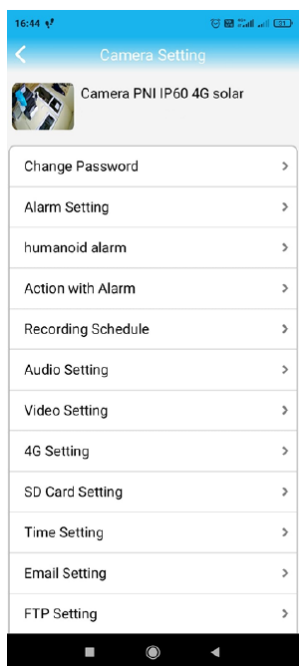 16:44
Camera Setting
Camera PNI IP60 4G solar
Change Password
Alarm Setting
humanoid alarm
Action with Alarm
Recording Schedule
Audio Setting
Video Setting
4G Setting
SD Card Setting
Time Setting
Email Setting
FTP Setting